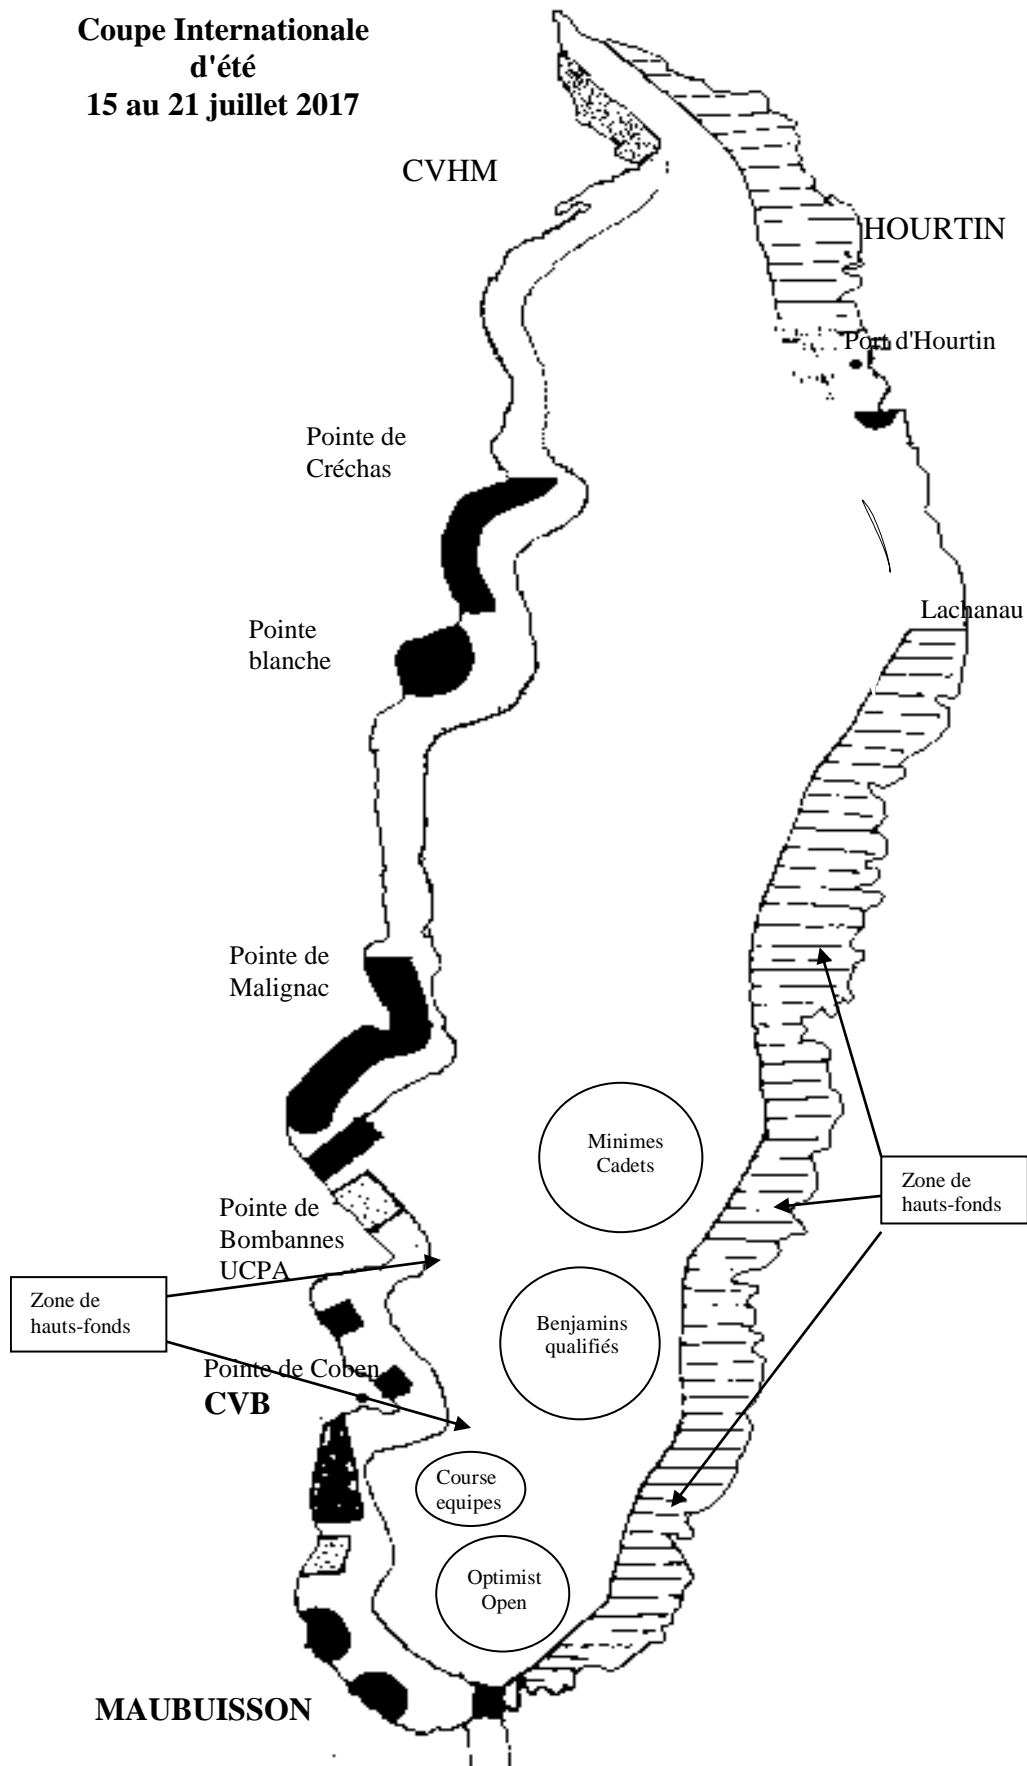 Coupe Internationale
d'été
15 au 21 juillet 2017
CVHM
HOURTIN
Port d'Hourtin
Pointe de
Créchas
Lachanau
Pointe
blanche
Pointe de
Malignac
Minimes
Cadets
Zone de
hauts-fonds
Pointe de
Bombannes
UCPA
Zone de
hauts-fonds
Benjamins
qualifiés
Pointe de Coben
CVB
Course
equipes
Optimist
Open
MAUBUISSON